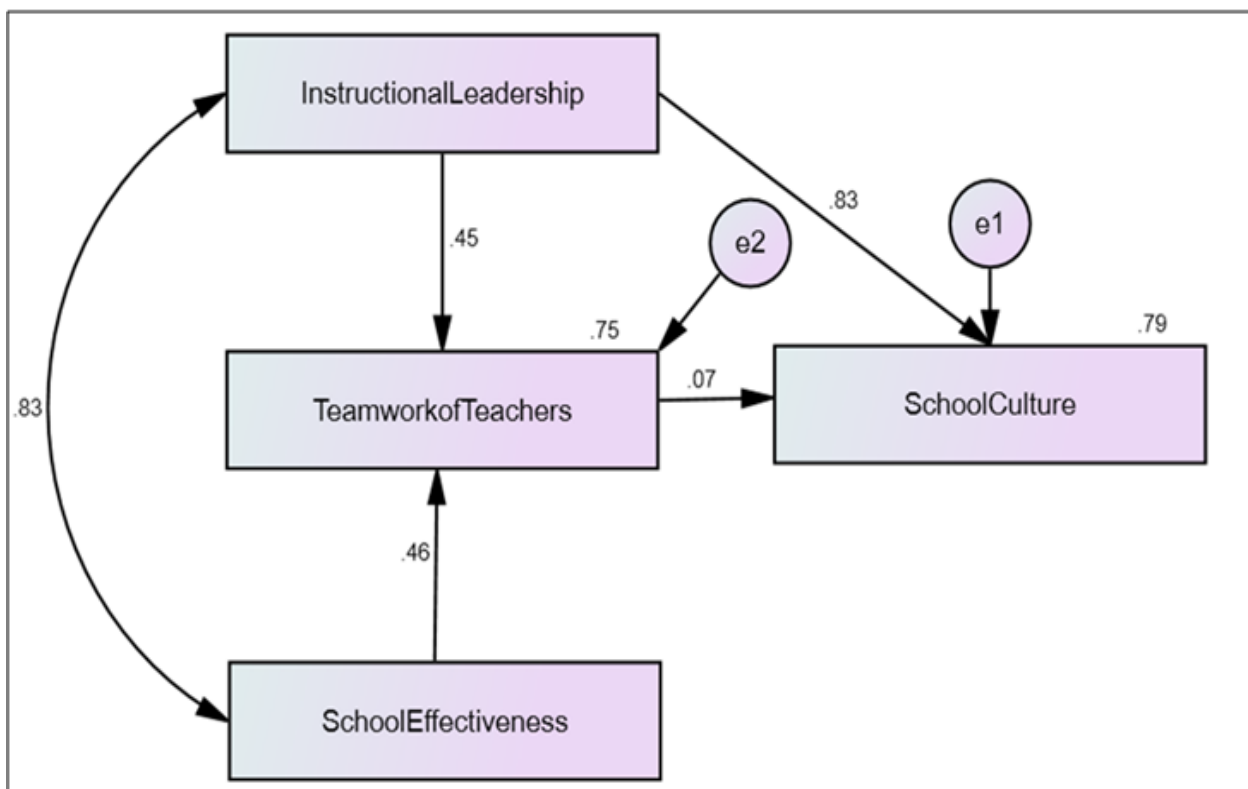 InstructionalLeadership
.83
e1
e2
.45
.75
.79
.07
TeamworkofTeachers
SchoolCulture
.83
.46
SchoolEffectiveness